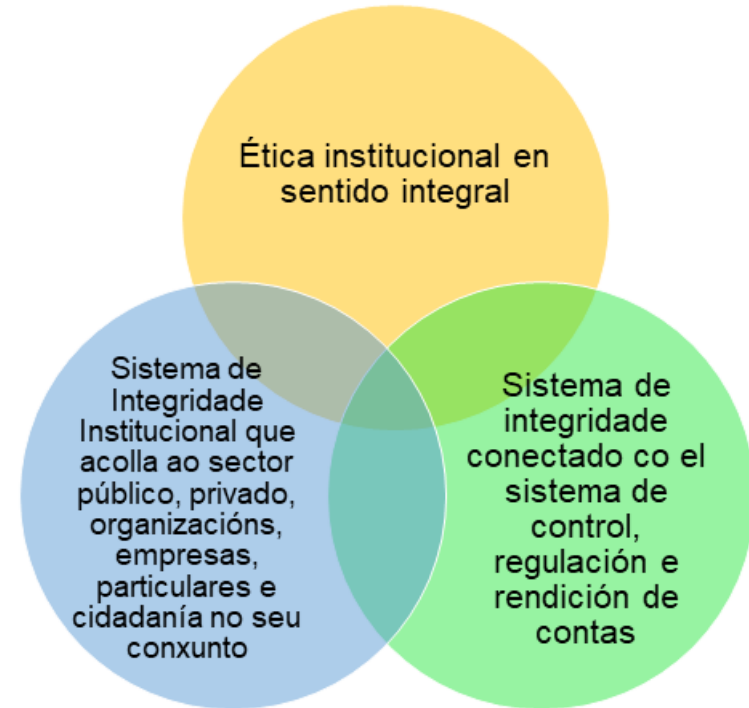 Ética institucional en
sentido integral
Sistema de
Integridade
Institucional que
acolla ao sector
público, privado,
organizacións,
empresas,
particulares e
cidadanía no seu
conxunto
Sistema de
integridade
conectado co el
sistema de
control,
regulación e
rendición de
contas